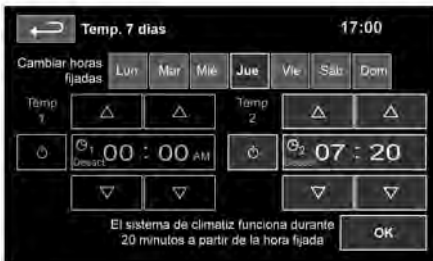 Temp. 7 días 17:00
Cambiar horas fijadas Lun Mar Mié Jue Vie Sáb Dom
Temp 1 Temp 2
1 Desact 00 : 00 AM 2 07 : 20
El sistema de climatiz funciona durante
20 minutos a partir de la hora fijada
OK